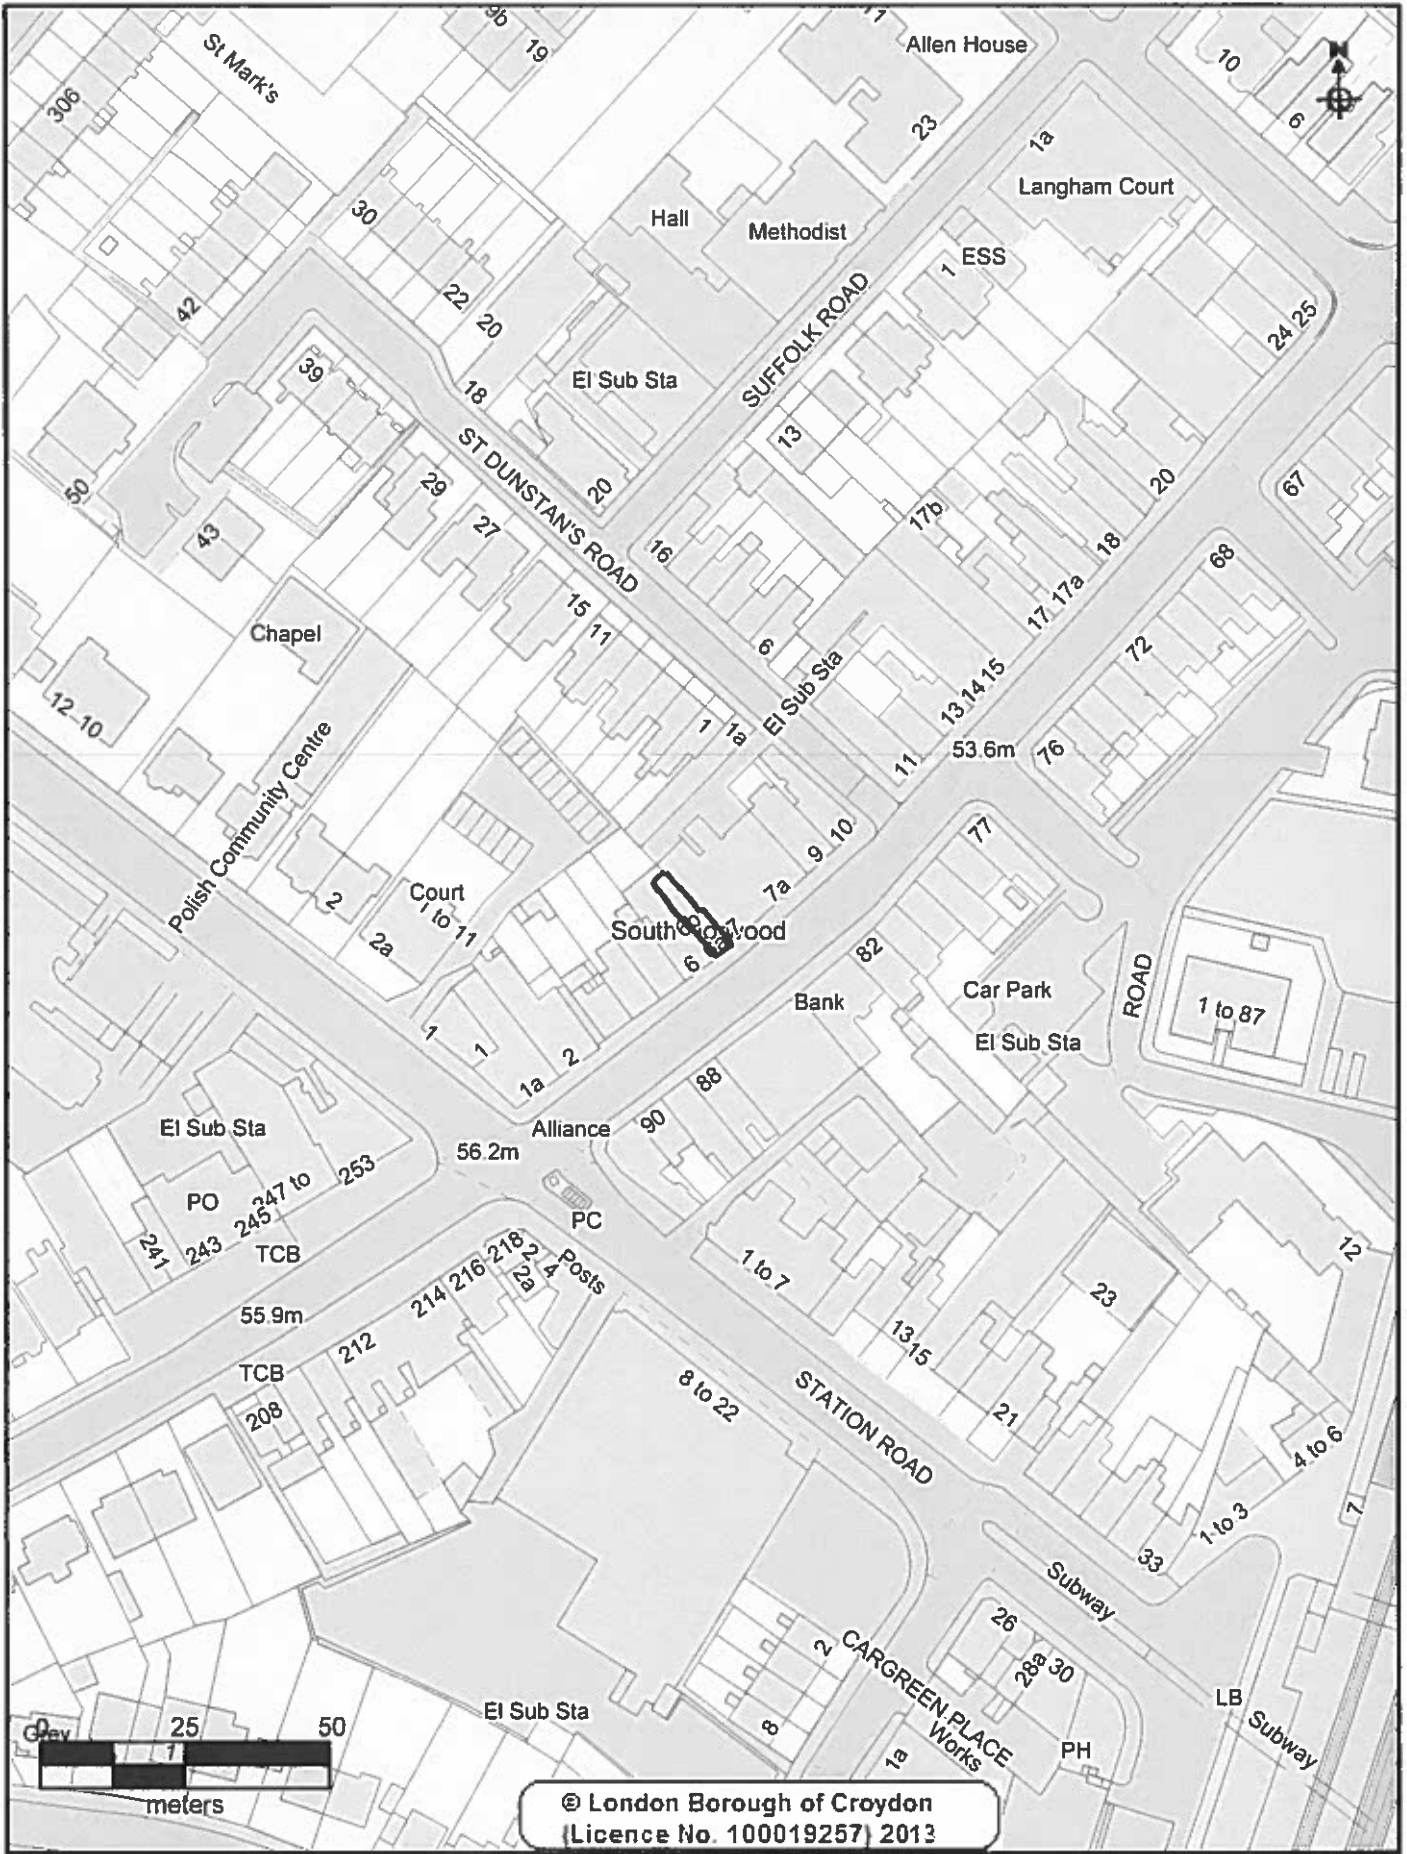 9b
19
11
Allen House
10
N
St Mark's
306
23
6
1a
Langham Court
30
Hall
Methodist
ESS
1
42
22
20
SUFFOLK ROAD
24 25
39
18
El Sub Sta
13
ST DUNSTAN'S ROAD
50
29
20
20
67
43
27
17b
16
18
68
15
17 17a
Chapel
11
6
72
El Sub Sta
12 10
13 14 15
1
1a
53.6m
76
11
Polish Community Centre
77
9
10
7a
2
Court
1 to 11
2a
6
82
Bank
Car Park
ROAD
1 to 87
El Sub Sta
1
1
2
1a
88
90
El Sub Sta
Alliance
56.2m
253
PO
247 to
245
243
241
TCB
PC
218
2
4
2a
Posts
216
214
1 to 7
12
23
55.9m
212
TCB
208
13
15
8 to 22
STATION ROAD
21
4 to 6
7
1 to 3
33
Subway
26
28a
30
2
8
CARGREEN PLACE
Works
1a
PH
LB
Subway
El Sub Sta
Grey
0
25
50
1
meters
© London Borough of Croydon
(Licence No. 100019257) 2013